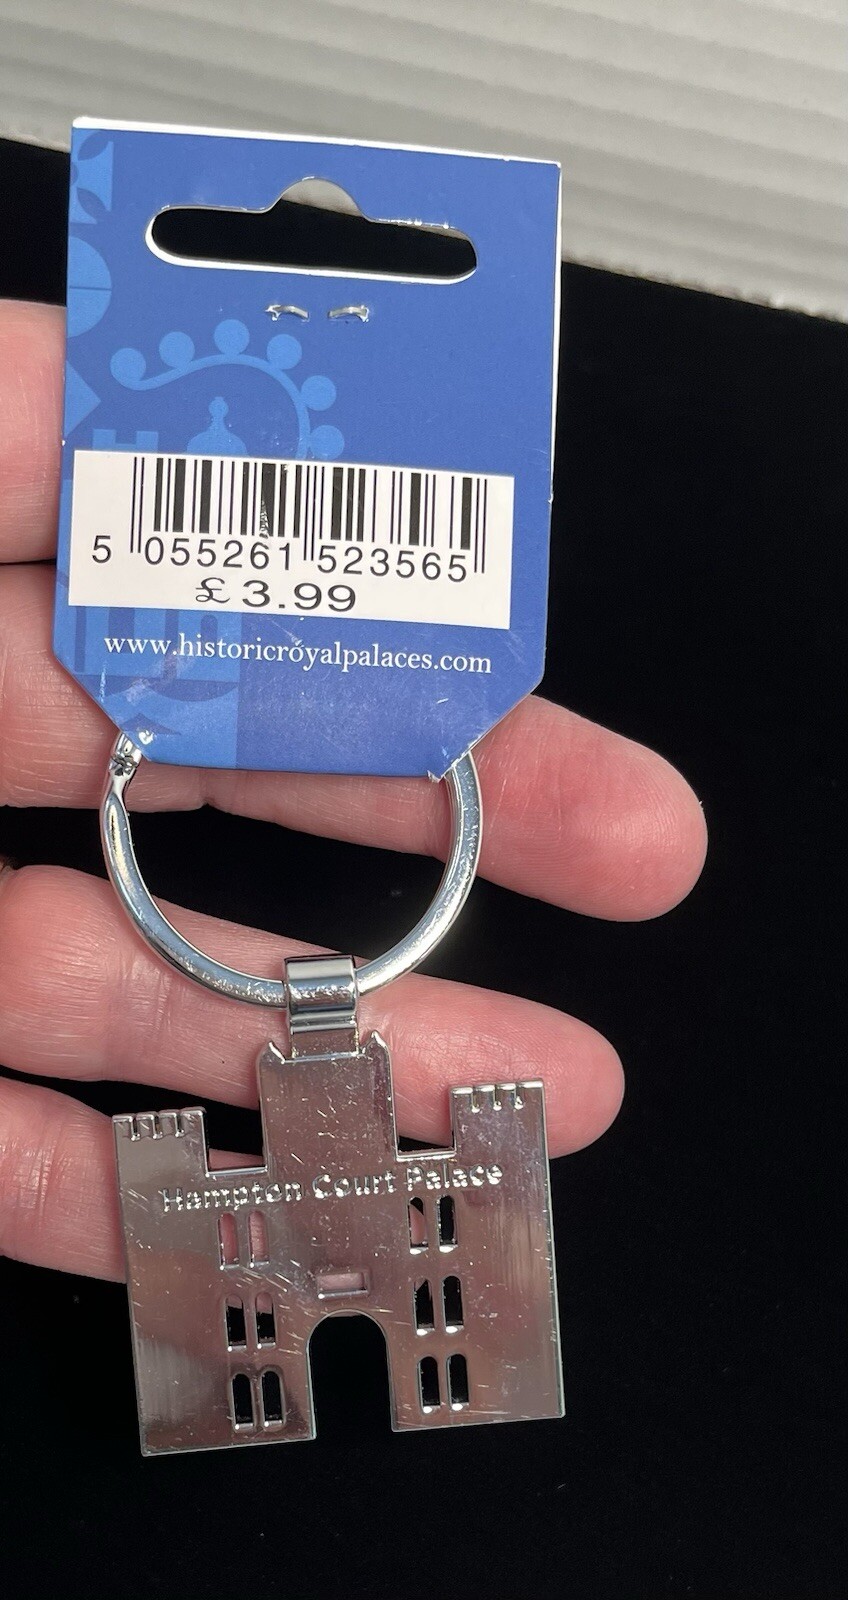 5 055261 523565
£3.99
www.historicroyalpalaces.com
Hampton Court Palace